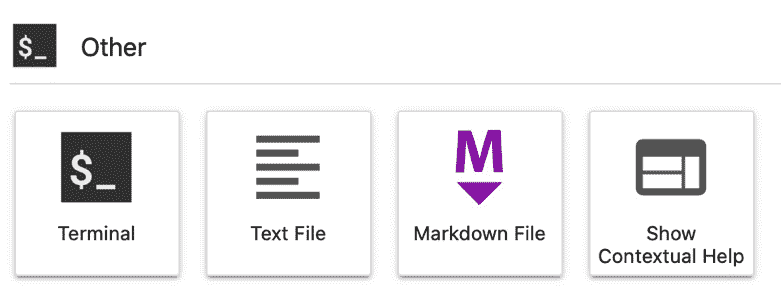 $_ Other
$_
M
Terminal
Text File
Markdown File
Show
Contextual Help